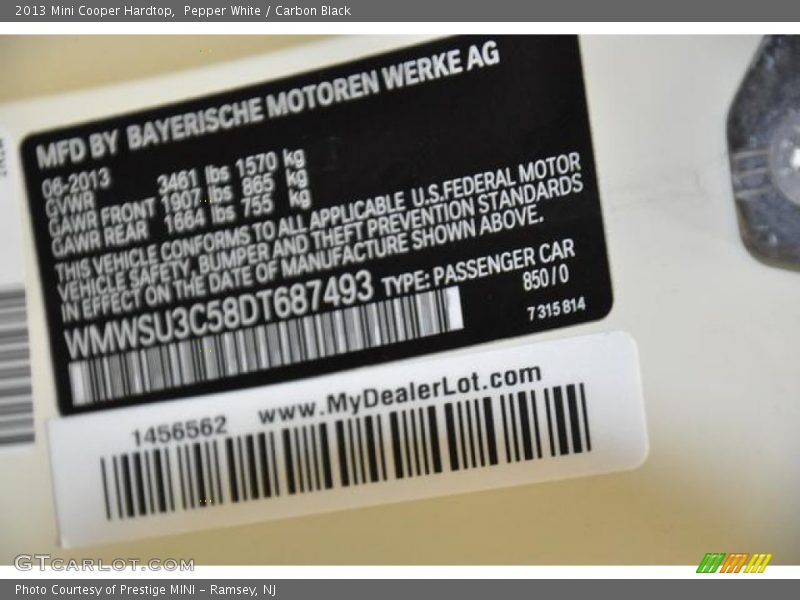 2013 Mini Cooper Hardtop,  Pepper White / Carbon Black
MFD BY BAYERISCHE MOTOREN WERKE AG
06-2013
GVWR 3461 lbs 1570 kg
GAWR FRONT 1907 lbs 865 kg
GAWR REAR 1664 lbs 755 kg
THIS VEHICLE CONFORMS TO ALL APPLICABLE U.S.FEDERAL MOTOR
VEHICLE SAFETY, BUMPER AND THEFT PREVENTION STANDARDS
IN EFFECT ON THE DATE OF MANUFACTURE SHOWN ABOVE.
WMWSU3C58DT687493 TYPE: PASSENGER CAR
850/0
7 315 814
1456562 www.MyDealerLot.com
GTcarlot.com
Photo Courtesy of Prestige MINI - Ramsey, NJ